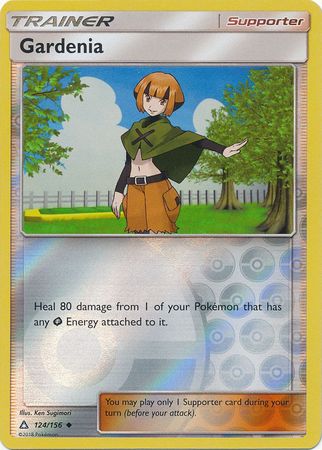 TRAINER
Supporter
Gardenia
Heal 80 damage from 1 of your Pokémon that has
any Energy attached to it.
Illus. Ken Sugimori
124/156
©2018 Pokémon
You may play only 1 Supporter card during your
turn (before your attack).